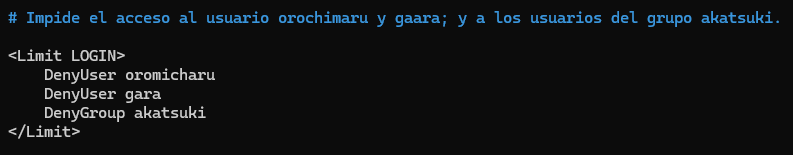 # Impide el acceso al usuario orochimaru y gaara; y a los usuarios del grupo akatsuki.
<Limit LOGIN>
DenyUser oromicharu
DenyUser gara
DenyGroup akatsuki
</Limit>